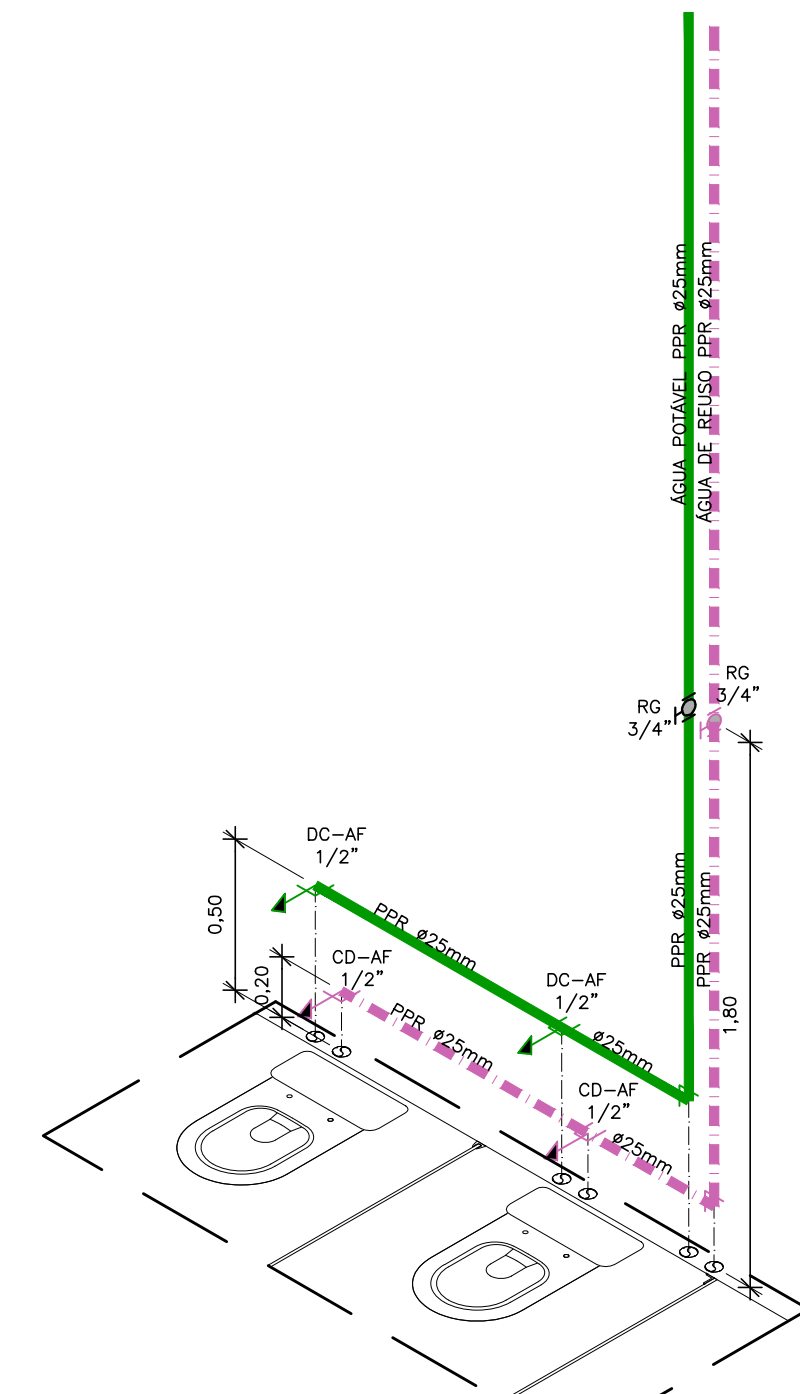 ÁGUA POTÁVEL PPR ø25mm
ÁGUA DE REUSO PPR ø25mm
RG
3/4”
RG
3/4”
DC-AF
1/2”
PPR ø25mm
PPR ø25mm
0,50
PPR ø25mm
CD-AF
1/2”
0,20
DC-AF
1/2”
PPR ø25mm
ø25mm
1,80
CD-AF
1/2”
ø25mm